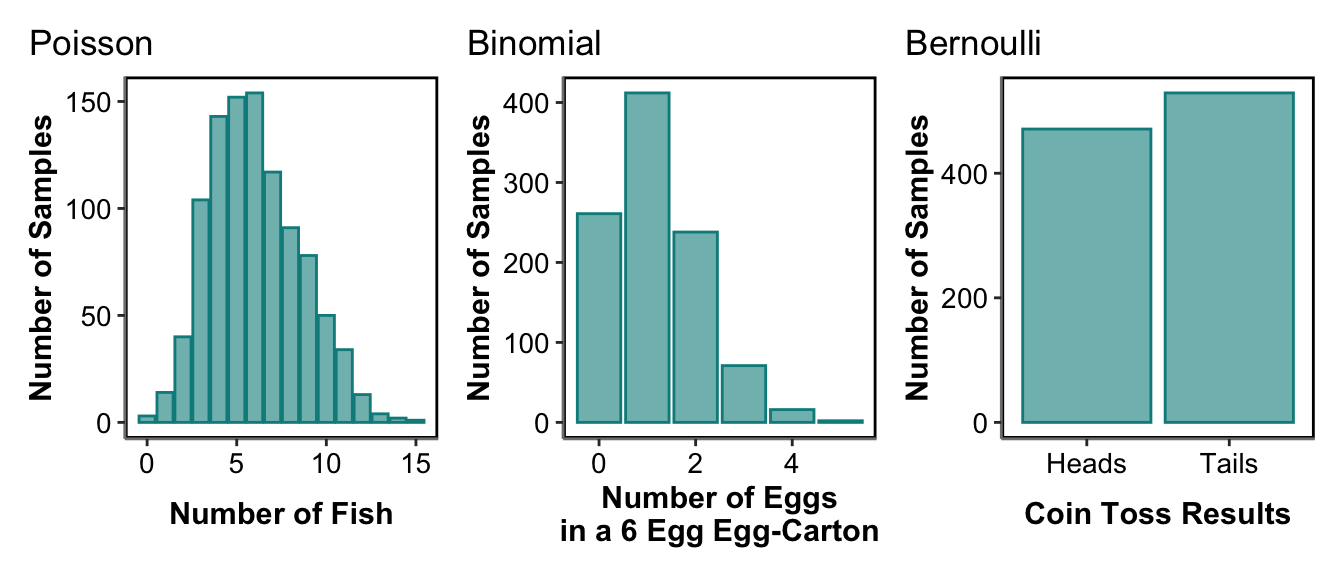 Poisson
Number of Samples
150
100
50
0
0 5 10 15
Number of Fish
Binomial
Number of Samples
400
300
200
100
0
0 2 4
Number of Eggs
in a 6 Egg Egg-Carton
Bernoulli
Number of Samples
400
200
0
Heads Tails
Coin Toss Results